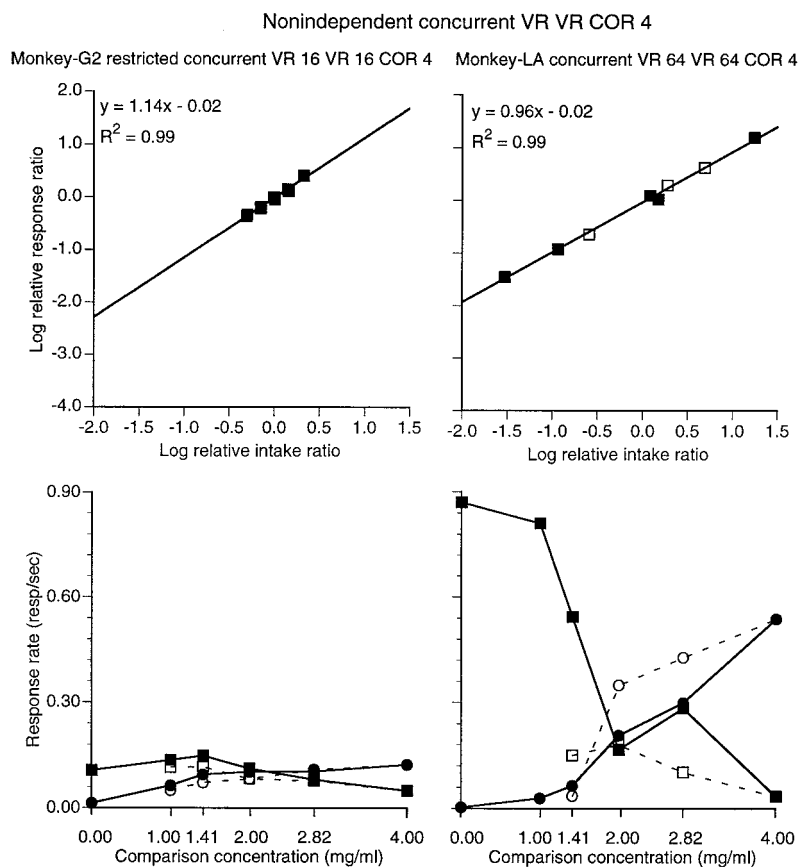 Nonindependent concurrent VR VR COR 4
Monkey-G2 restricted concurrent VR 16 VR 16 COR 4
Monkey-LA concurrent VR 64 VR 64 COR 4
y = 1.14x - 0.02
R² = 0.99
y = 0.96x - 0.02
R² = 0.99
Log relative response ratio
2.0
1.0
0.0
-1.0
-2.0
-3.0
-4.0
-2.0 -1.5 -1.0 -0.5 0.0 0.5 1.0 1.5
-2.0 -1.5 -1.0 -0.5 0.0 0.5 1.0 1.5
Log relative intake ratio
Log relative intake ratio
Response rate (resp/sec)
0.90
0.60
0.30
0.00
0.00 1.00 1.41 2.00 2.82 4.00
0.00 1.00 1.41 2.00 2.82 4.00
Comparison concentration (mg/ml)
Comparison concentration (mg/ml)